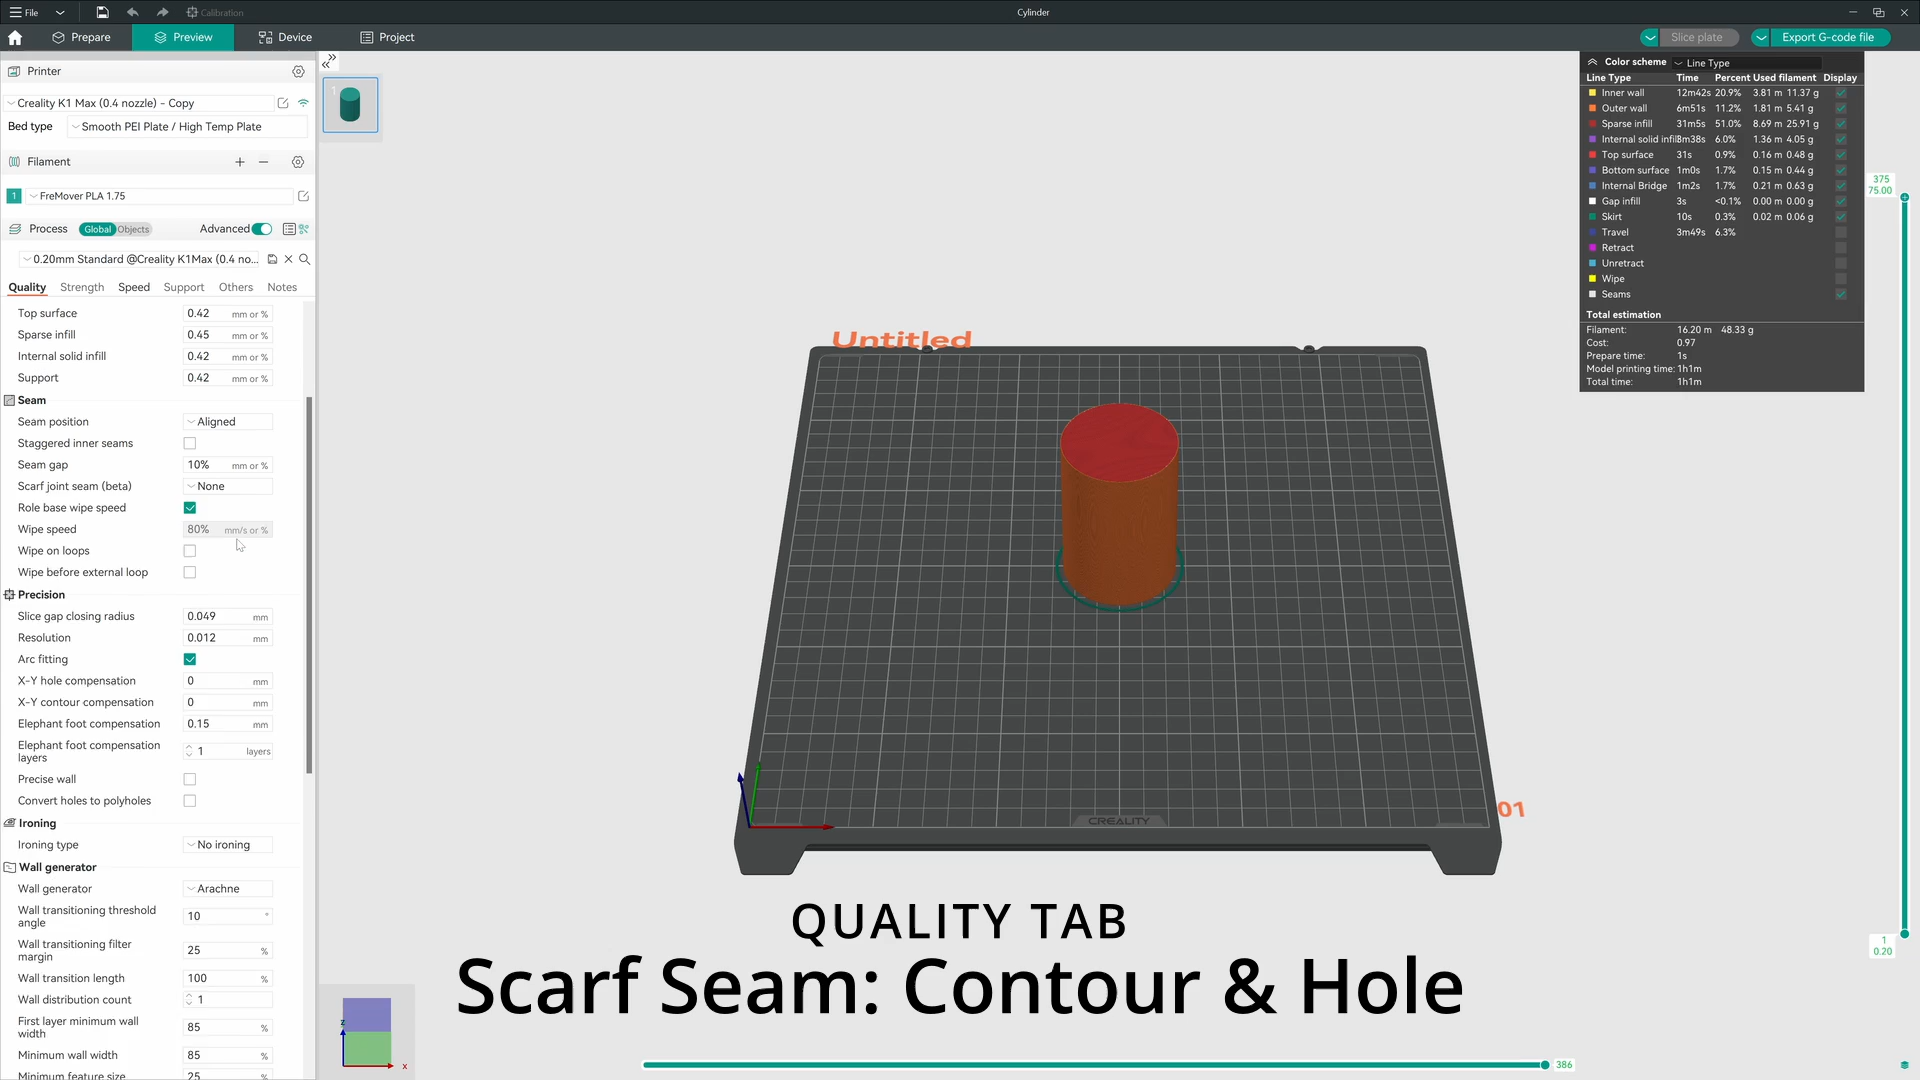 File
Calibration
Cylinder
Prepare
Preview
Device
Project
Slice plate
Export G-code file
Printer
Creality K1 Max (0.4 nozzle) - Copy
Bed type
Smooth PEI Plate / High Temp Plate
Filament
1 FreMover PLA 1.75
Process
Global Objects
Advanced
0.20mm Standard @Creality K1Max (0.4 no...
Quality Strength Speed Support Others Notes
Top surface 0.42 mm or %
Sparse infill 0.45 mm or %
Internal solid infill 0.42 mm or %
Support 0.42 mm or %
Seam
Seam position Aligned
Staggered inner seams
Seam gap 10% mm or %
Scarf joint seam (beta) None
Role base wipe speed
Wipe speed 80% mm/s or %
Wipe on loops
Wipe before external loop
Precision
Slice gap closing radius 0.049 mm
Resolution 0.012 mm
Arc fitting
X-Y hole compensation 0 mm
X-Y contour compensation 0 mm
Elephant foot compensation 0.15 mm
Elephant foot compensation
layers 1 layers
Precise wall
Convert holes to polyholes
Ironing
Ironing type No ironing
Wall generator
Wall generator Arachne
Wall transitioning threshold
angle 10 °
Wall transitioning filter
margin 25 %
Wall transition length 100 %
Wall distribution count 1
First layer minimum wall
width 85 %
Minimum wall width 85 %
Minimum feature size 25 %
1
Untitled
CREALITY
01
QUALITY TAB
Scarf Seam: Contour & Hole
z
x
386
Color scheme Line Type
Line Type Time Percent Used filament Display
Inner wall 12m42s 20.9% 3.81 m 11.37 g
Outer wall 6m51s 11.2% 1.81 m 5.41 g
Sparse infill 31m5s 51.0% 8.69 m 25.91 g
Internal solid infill 3m38s 6.0% 1.36 m 4.05 g
Top surface 31s 0.9% 0.16 m 0.48 g
Bottom surface 1m0s 1.7% 0.15 m 0.44 g
Internal Bridge 1m2s 1.7% 0.21 m 0.63 g
Gap infill 3s <0.1% 0.00 m 0.00 g
Skirt 10s 0.3% 0.02 m 0.06 g
Travel 3m49s 6.3%
Retract
Unretract
Wipe
Seams
Total estimation
Filament: 16.20 m 48.33 g
Cost: 0.97
Prepare time: 1s
Model printing time: 1h1m
Total time: 1h1m
375
75.00
1
0.20